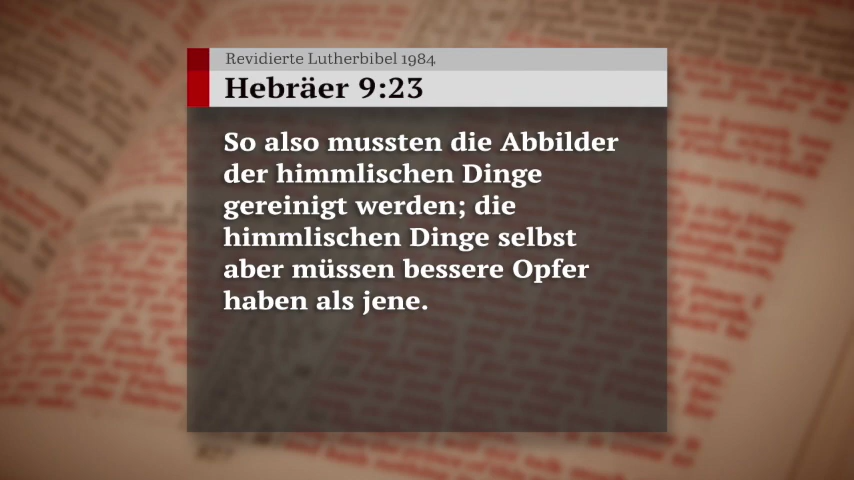 Revidierte Lutherbibel 1984
Hebräer 9:23
So also mussten die Abbilder
der himmlischen Dinge
gereinigt werden; die
himmlischen Dinge selbst
aber müssen bessere Opfer
haben als jene.